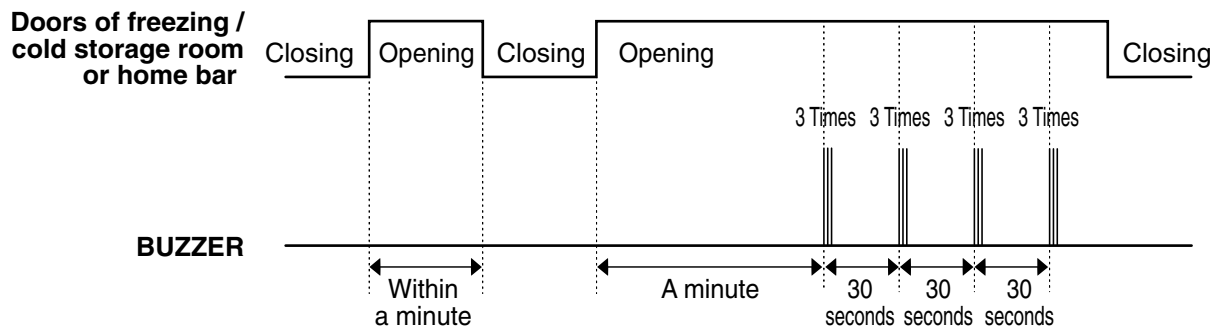 Doors of freezing /
cold storage room
or home bar
Closing Opening Closing Opening Closing
3 Times 3 Times 3 Times 3 Times
BUZZER
Within
a minute
A minute
30
seconds
30
seconds
30
seconds